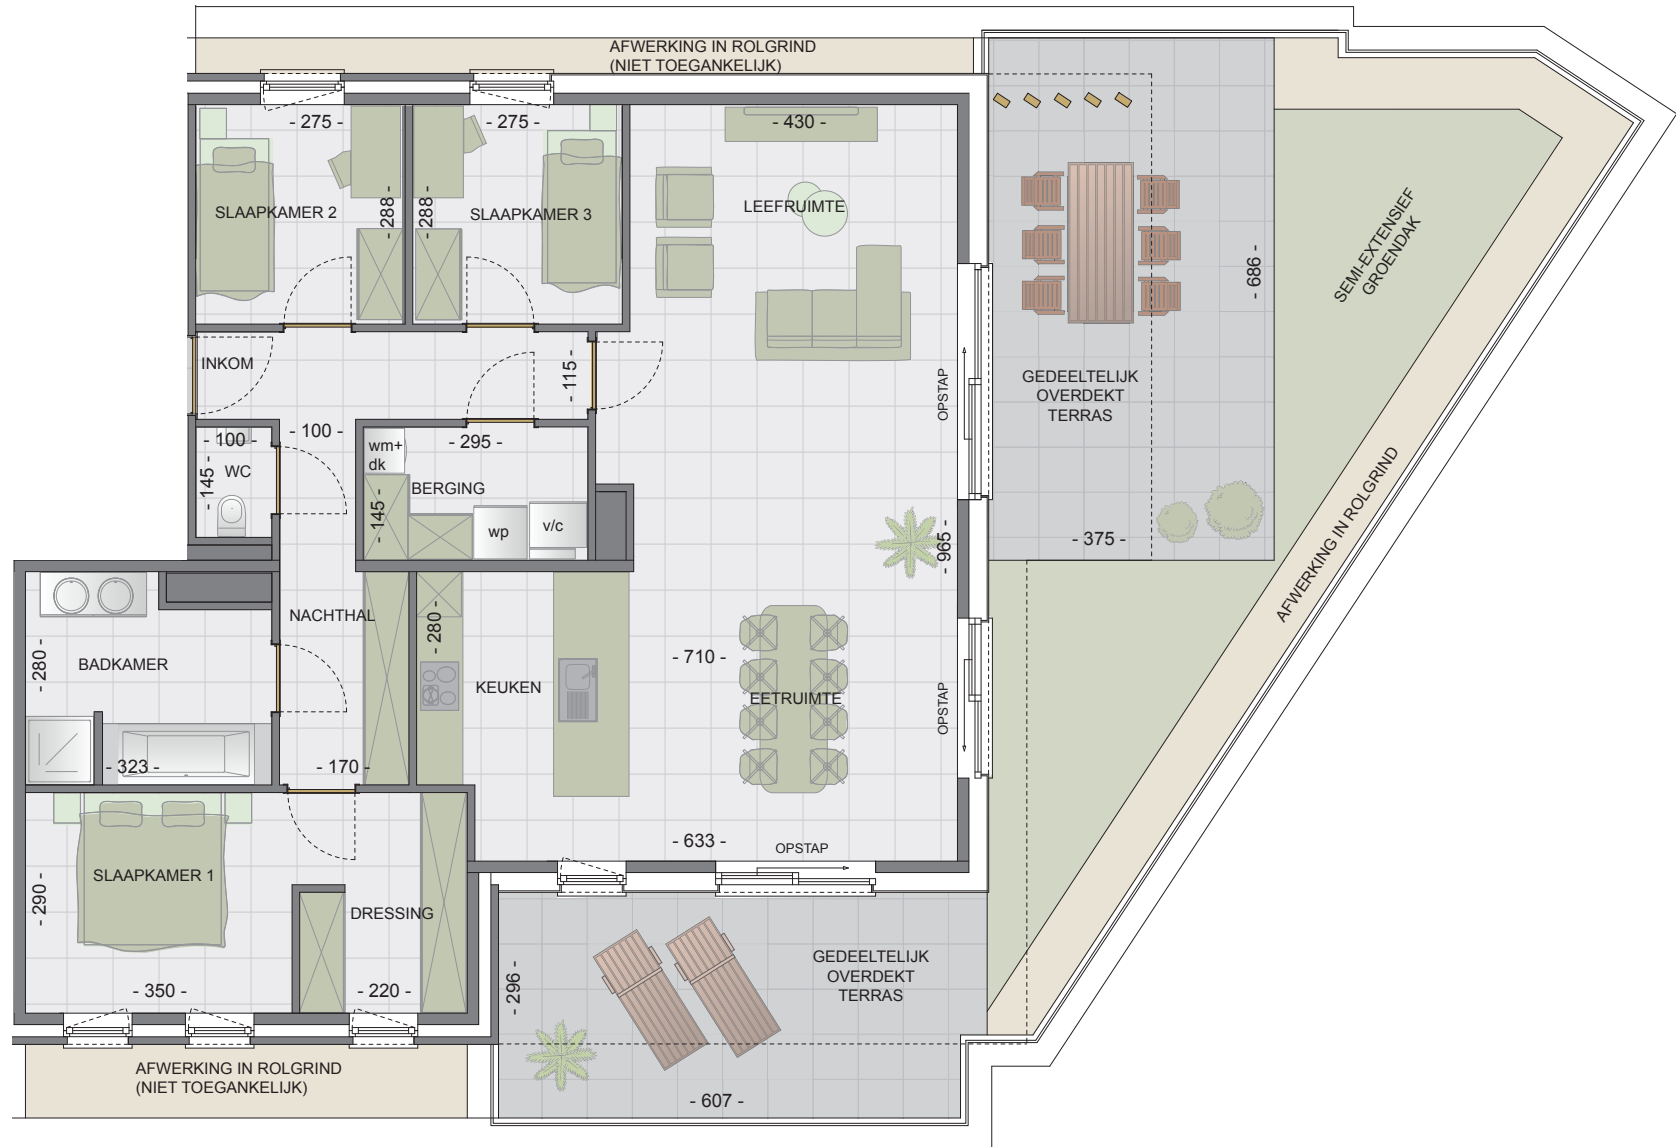 AFWERKING IN ROLGRIND
(NIET TOEGANKELIJK)
- 275 -
- 275 -
- 430 -
SLAAPKAMER 2
- 288 -
- 288 -
SLAAPKAMER 3
LEEFRUIMTE
SEMI-EXTENSIEF
GROENDAK
- 686 -
INKOM
- 115 -
OPSTAP
GEDEELTELIJK
OVERDEKT
TERRAS
- 100 -
- 100 -
wm+
dk
- 295 -
- 145 -
WC
BERGING
- 145 -
wp
v/c
- 965 -
- 375 -
AFWERKING IN ROLGRIND
NACHTHAL
- 280 -
- 280 -
BADKAMER
- 710 -
KEUKEN
EETRUIMTE
OPSTAP
- 323 -
- 170 -
- 633 -
OPSTAP
SLAAPKAMER 1
- 290 -
DRESSING
- 350 -
- 220 -
- 296 -
GEDEELTELIJK
OVERDEKT
TERRAS
AFWERKING IN ROLGRIND
(NIET TOEGANKELIJK)
- 607 -